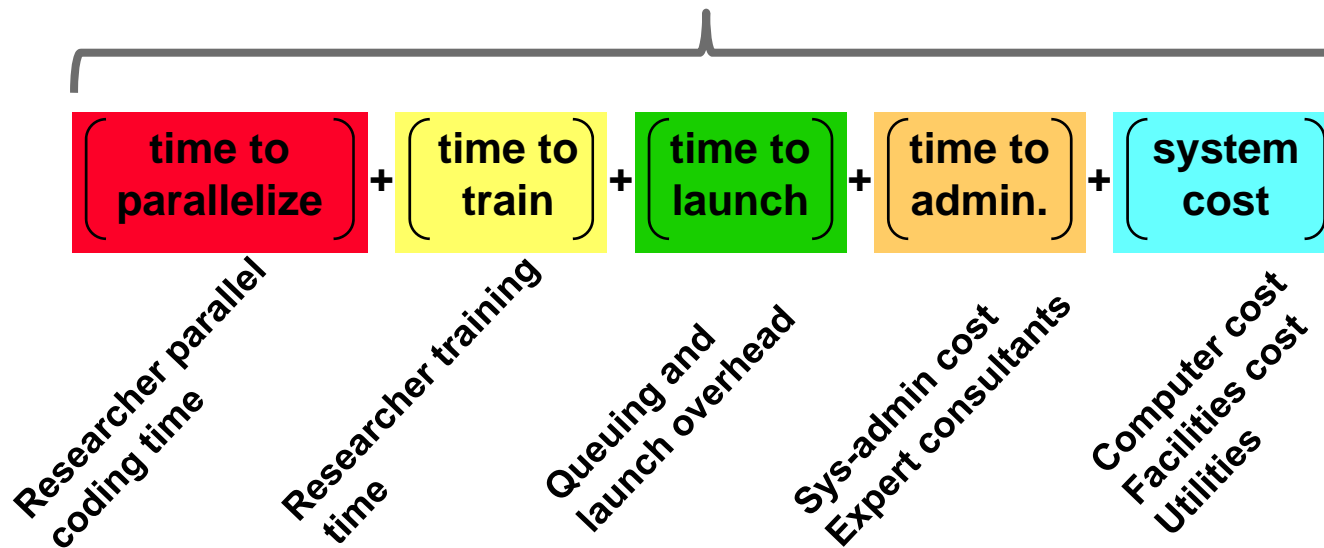 time to
parallelize
+
time to
train
+
time to
launch
+
time to
admin.
+
system
cost
Researcher parallel
coding time
Researcher training
time
Queuing and
launch overhead
Sys-admin cost
Expert consultants
Computer cost
Facilities cost
Utilities